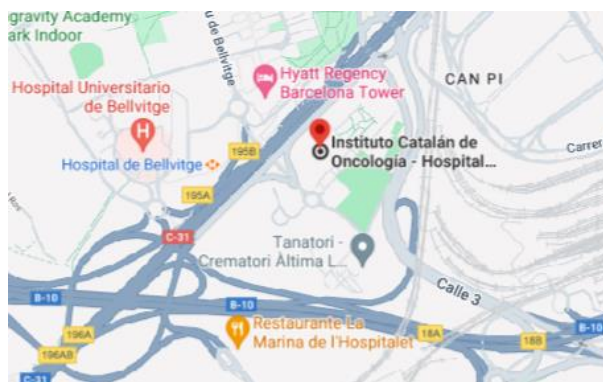 gravity Academy
ark Indoor
u de Bellvitge
Hospital Universitario
de Bellvitge
H
Hyatt Regency
Barcelona Tower
CAN PI
Instituto Catalán de
Oncología - Hospital...
Carrer
195B
Hospital de Bellvitge
195A
Ros
C-31
Tanatori -
Crematori Àltima L...
Calle 3
B-10
B-10
B-10
196A
Restaurante La
Marina de l'Hospitalet
18A
18B
196AB
C-31